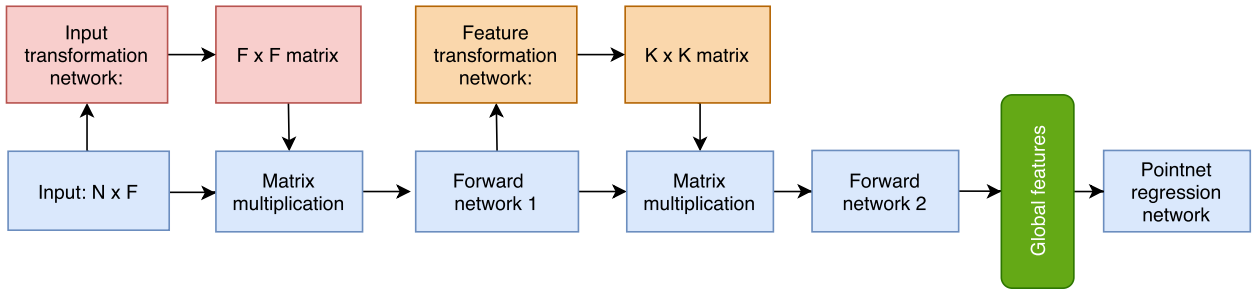 Input
transformation
network:
F x F matrix
Feature
transformation
network:
K x K matrix
Input: N x F
Matrix
multiplication
Forward
network 1
Matrix
multiplication
Forward
network 2
Global features
Pointnet
regression
network